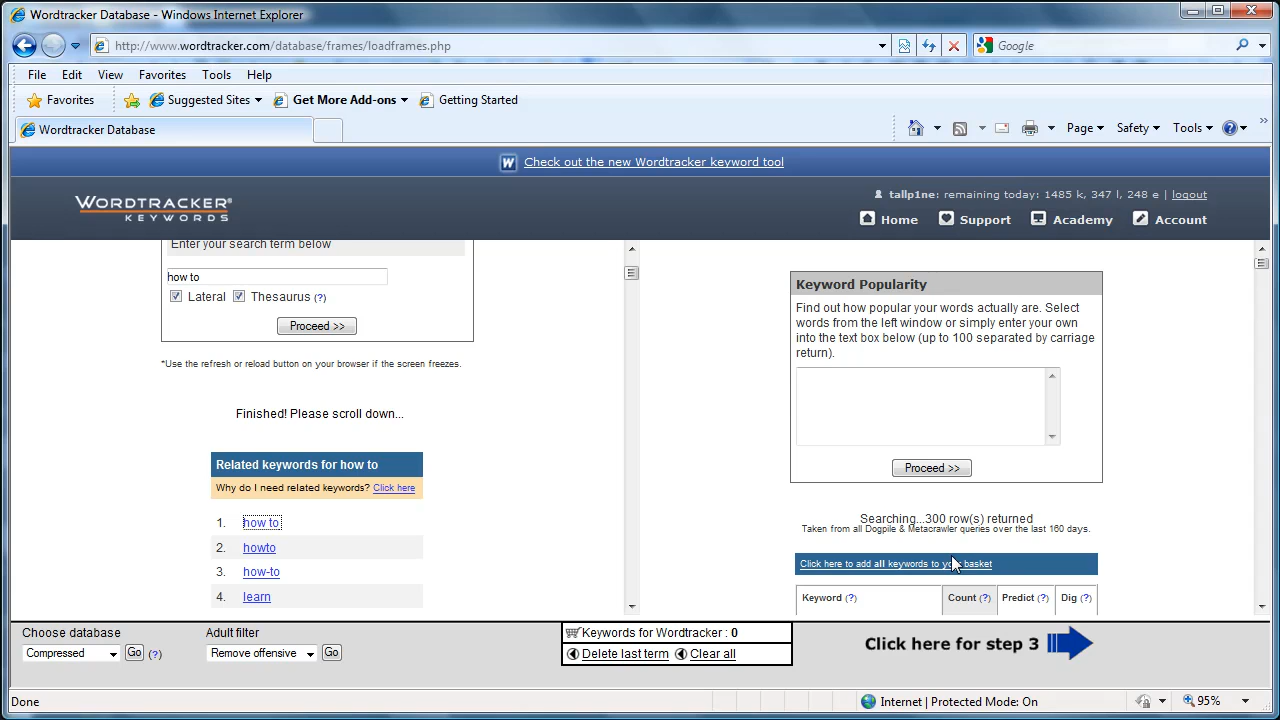 Wordtracker Database - Windows Internet Explorer
http://www.wordtracker.com/database/frames/loadframes.php
Google
File Edit View Favorites Tools Help
Favorites Suggested Sites Get More Add-ons Getting Started
Wordtracker Database
Page Safety Tools
W Check out the new Wordtracker keyword tool
WORDTRACKER
KEYWORDS
tallp1ne: remaining today: 1485 k, 347 l, 248 e | logout
Home Support Academy Account
Enter your search term below
how to
Lateral Thesaurus (?)
Proceed >>
*Use the refresh or reload button on your browser if the screen freezes.
Finished! Please scroll down...
Related keywords for how to
Why do I need related keywords? Click here
1. how to
2. howto
3. how-to
4. learn
Keyword Popularity
Find out how popular your words actually are. Select
words from the left window or simply enter your own
into the text box below (up to 100 separated by carriage
return).
Proceed >>
Searching...300 row(s) returned
Taken from all Dogpile & Metacrawler queries over the last 160 days.
Click here to add all keywords to basket
Keyword (?) Count (?) Predict (?) Dig (?)
Choose database
Compressed Go (?)
Adult filter
Remove offensive Go
Keywords for Wordtracker : 0
Delete last term Clear all
Click here for step 3
Done
Internet | Protected Mode: On
95%